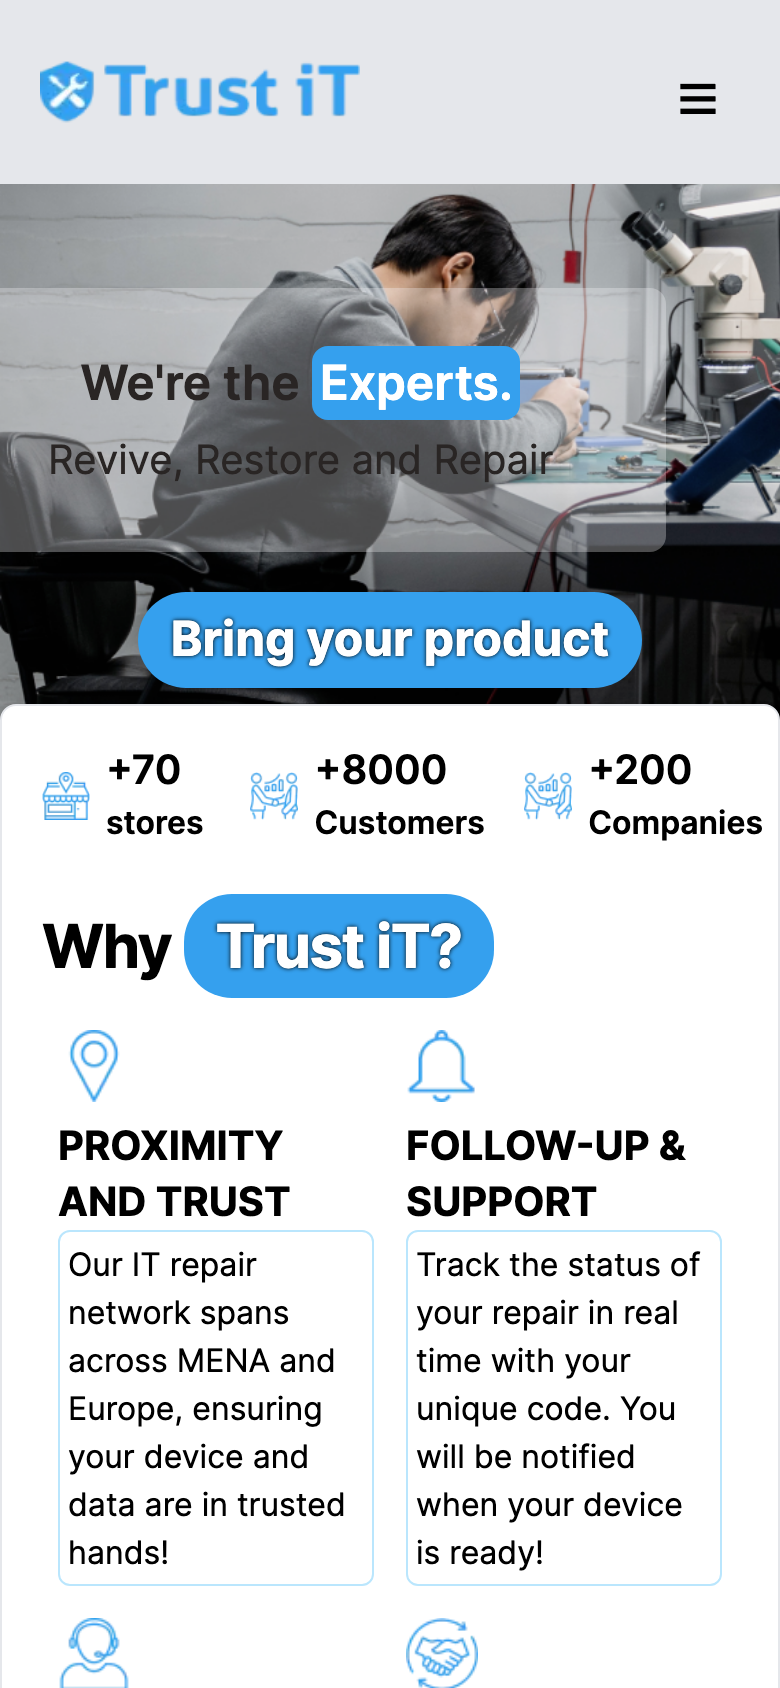 Trust iT
We're the Experts.
Revive, Restore and Repair
Bring your product
+70
stores
+8000
Customers
+200
Companies
Why Trust iT?
PROXIMITY
AND TRUST
Our IT repair
network spans
across MENA and
Europe, ensuring
your device and
data are in trusted
hands!
FOLLOW-UP &
SUPPORT
Track the status of
your repair in real
time with your
unique code. You
will be notified
when your device
is ready!